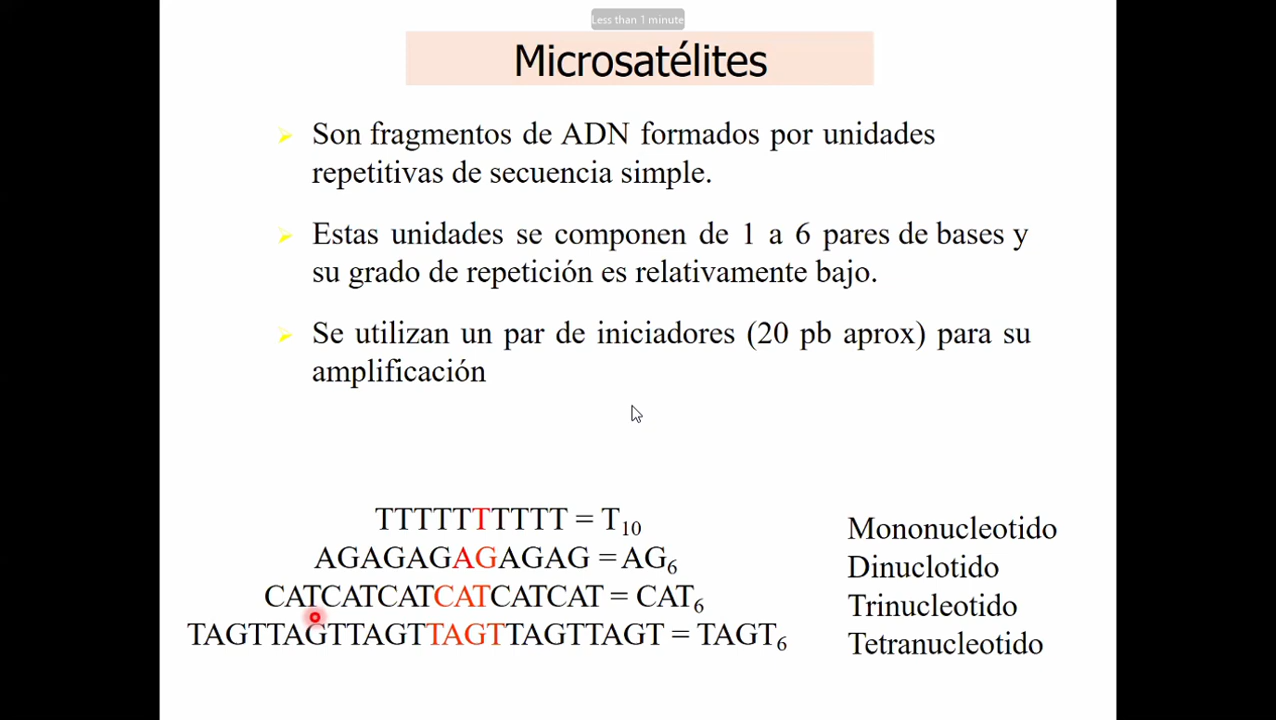 Less than 1 minute
Microsatélites
Son fragmentos de ADN formados por unidades
repetitivas de secuencia simple.
Estas unidades se componen de 1 a 6 pares de bases y
su grado de repetición es relativamente bajo.
Se utilizan un par de iniciadores (20 pb aprox) para su
amplificación
TTTTTTTTTT = T10
Mononucleotido
AGAGAGAGAGAG = AG6
Dinuclotido
CATCATCATCATCATCAT = CAT6
Trinucleotido
TAGTTAGTTAGTTAGTTAGTTAGT = TAGT6
Tetranucleotido